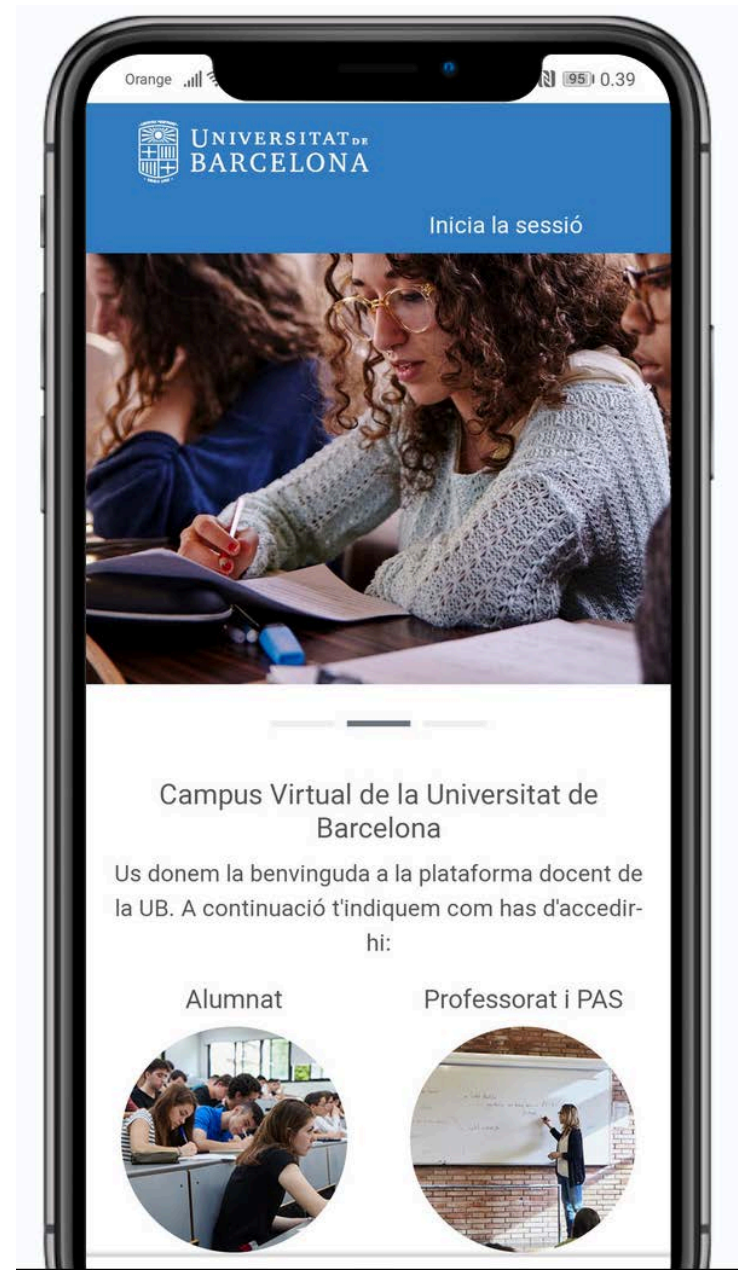 Orange 95 0.39
UNIVERSITAT DE
BARCELONA
Inicia la sessió
Campus Virtual de la Universitat de
Barcelona
Us donem la benvinguda a la plataforma docent de
la UB. A continuació t'indiquem com has d'accedir-
hi:
Alumnat Professorat i PAS